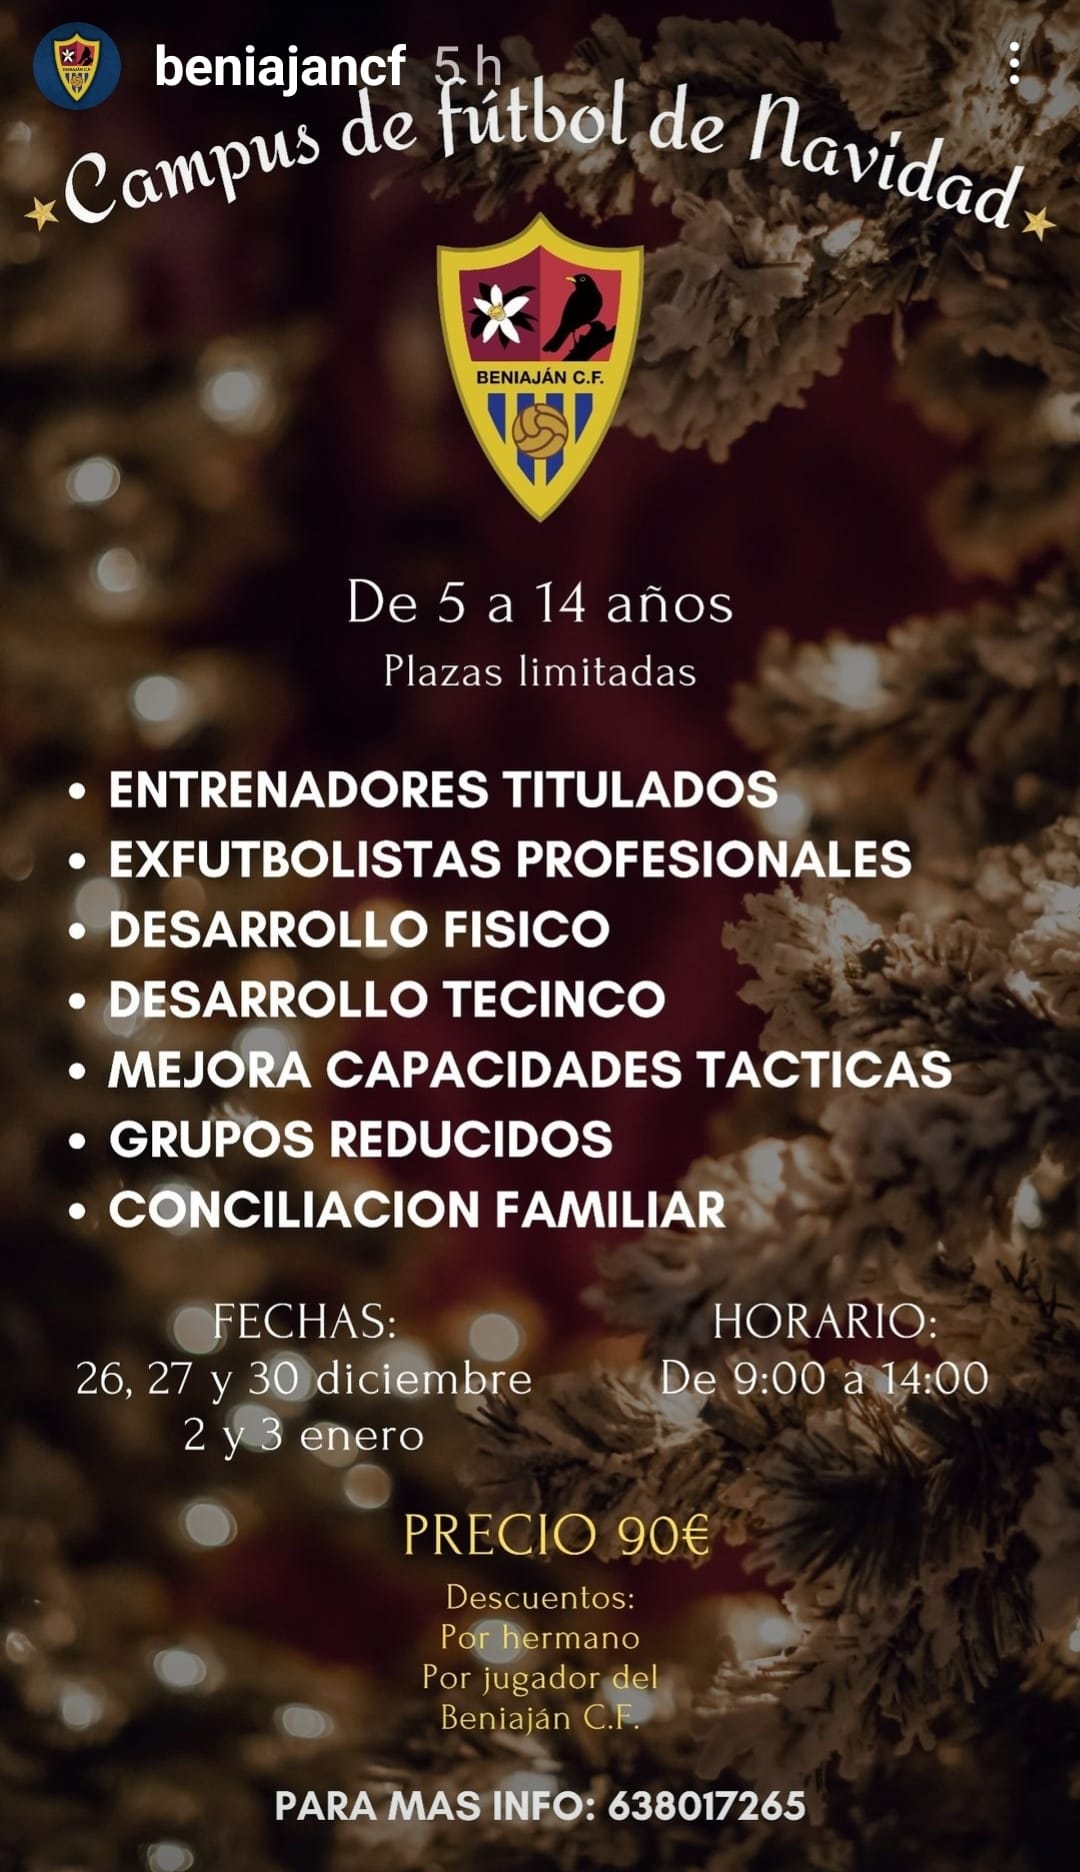 beniajancf 5 h
Campus de fútbol de Navidad
BENIAJÁN C.F.
De 5 a 14 años
Plazas limitadas
• ENTRENADORES TITULADOS
• EXFUTBOLISTAS PROFESIONALES
• DESARROLLO FISICO
• DESARROLLO TECINCO
• MEJORA CAPACIDADES TACTICAS
• GRUPOS REDUCIDOS
• CONCILIACION FAMILIAR
FECHAS:
26, 27 y 30 diciembre
2 y 3 enero
HORARIO:
De 9:00 a 14:00
PRECIO 90€
Descuentos:
Por hermano
Por jugador del
Beniaján C.F.
PARA MAS INFO: 638017265